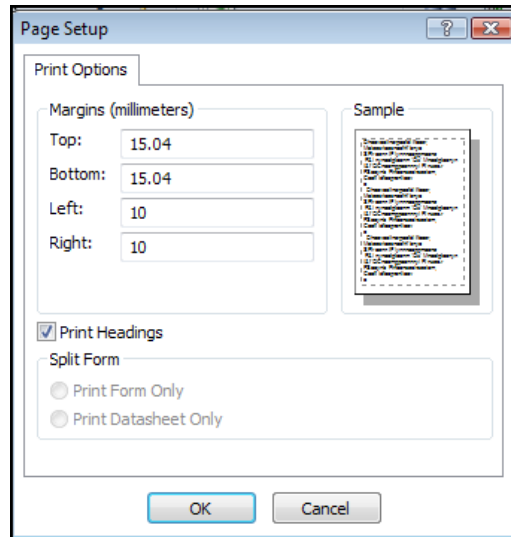 Page Setup
Print Options
Margins (millimeters)
Sample
Top: 15.04
Bottom: 15.04
Left: 10
Right: 10
Print Headings
Split Form
Print Form Only
Print Datasheet Only
OK
Cancel